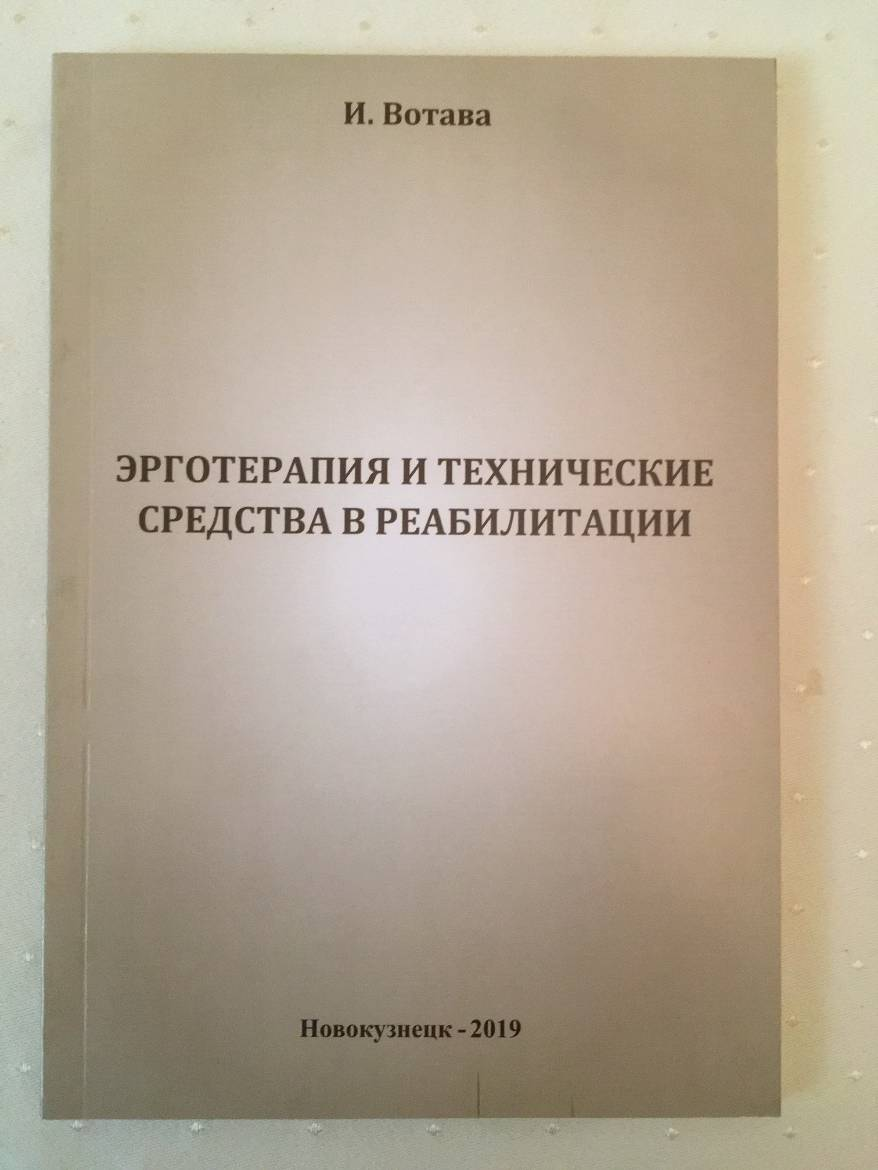 И. Вотава
ЭРГОТЕРАПИЯ И ТЕХНИЧЕСКИЕ
СРЕДСТВА В РЕАБИЛИТАЦИИ
Новокузнецк - 2019